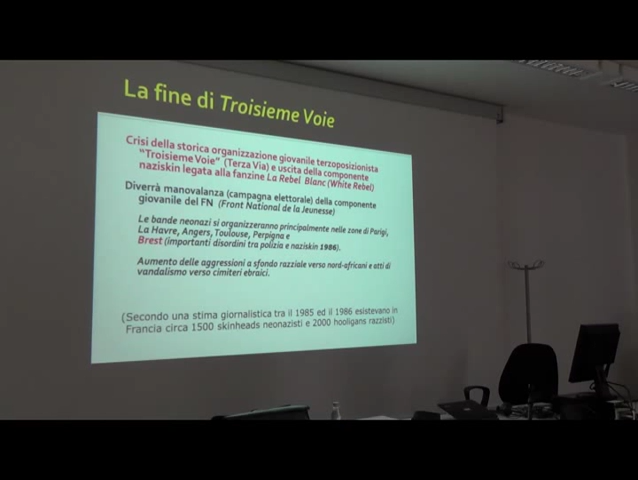 La fine di Troisieme Voie
Crisi della storica organizzazione giovanile terzoposizionista
"Troisieme Voie" (Terza Via) e uscita della componente
naziskin legata alla fanzine La Rebel Blanc (White Rebel)
Diverrà manovalanza (campagna elettorale) della componente
giovanile del FN (Front National de la Jeunesse)
Le bande neonazi si organizzeranno principalmente nelle zone di Parigi,
La Havre, Angers, Toulouse, Perpigna e
Brest (importanti disordini tra polizia e naziskin 1986).
Aumento delle aggressioni a sfondo razziale verso nord-africani e atti di
vandalismo verso cimiteri ebraici.
(Secondo una stima giornalistica tra il 1985 ed il 1986 esistevano in
Francia circa 1500 skinheads neonazisti e 2000 hooligans razzisti)